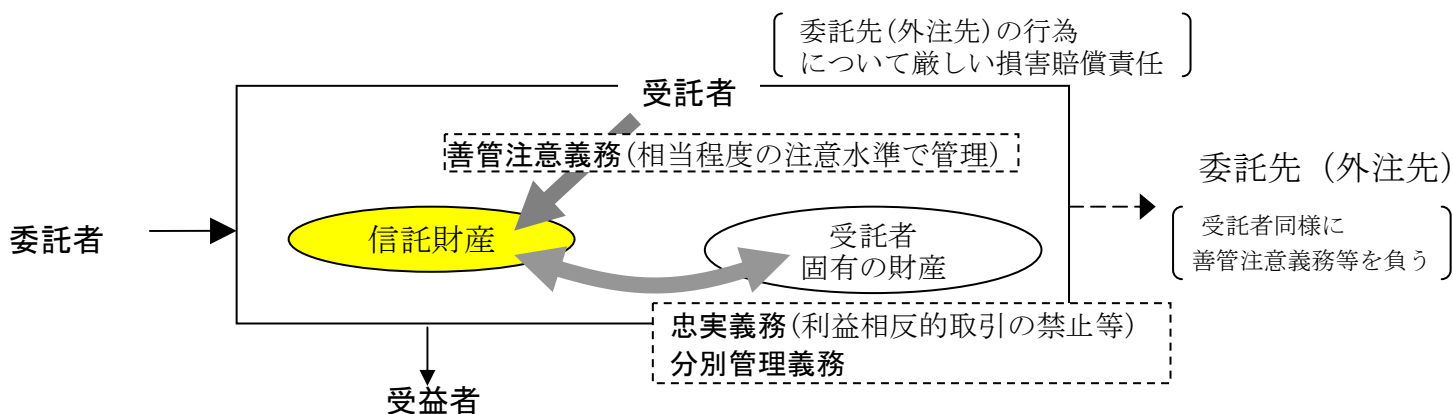 委託先(外注先)の行為
について厳しい損害賠償責任
受託者
善管注意義務(相当程度の注意水準で管理)
委託先（外注先）
受託者同様に
善管注意義務等を負う
委託者
信託財産
受託者
固有の財産
忠実義務(利益相反的取引の禁止等)
分別管理義務
受益者